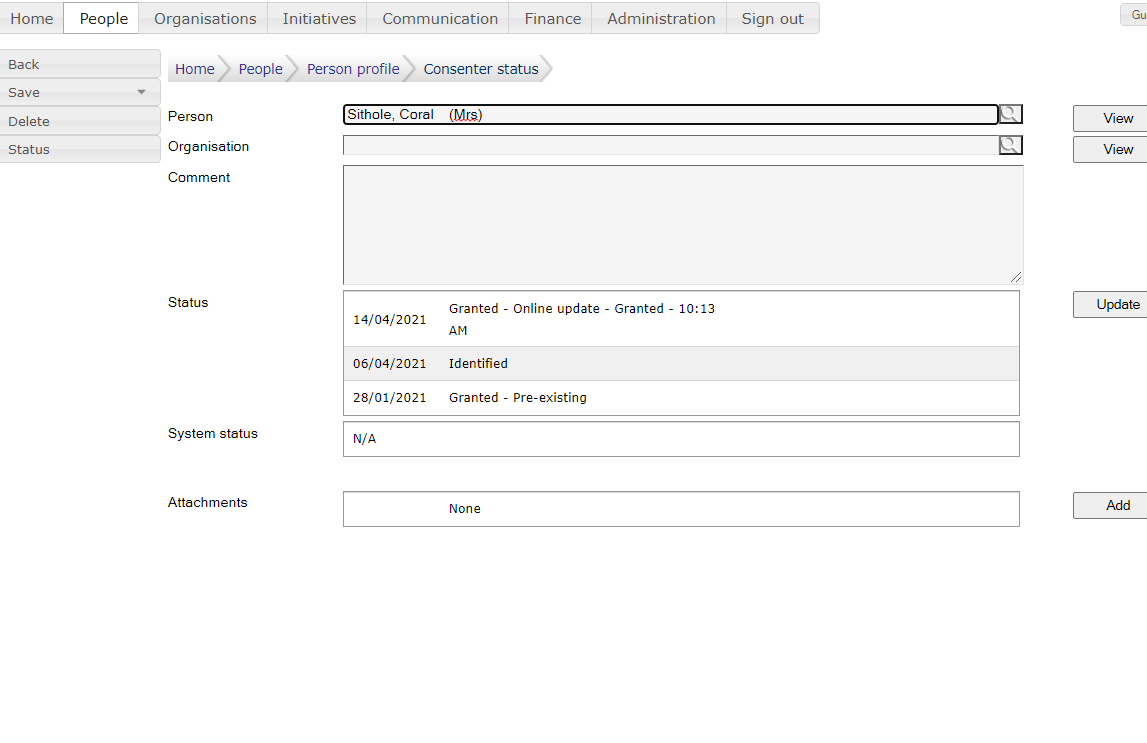 Home People Organisations Initiatives Communication Finance Administration Sign out Gu
Back
Save
Delete
Status
Home People Person profile Consenter status
Person Sithole, Coral (Mrs) View
Organisation View
Comment
Status
14/04/2021 Granted - Online update - Granted - 10:13
AM
Update
06/04/2021 Identified
28/01/2021 Granted - Pre-existing
System status N/A
Attachments None Add